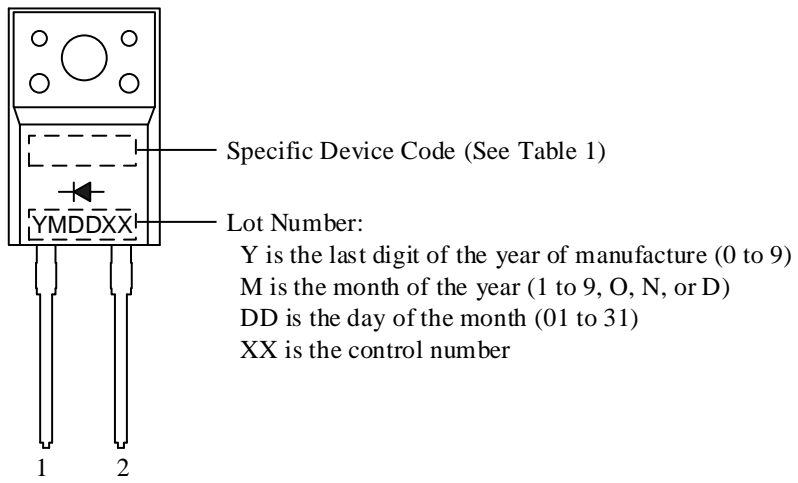 Specific Device Code (See Table 1)
YMDDXX
Lot Number:
Y is the last digit of the year of manufacture (0 to 9)
M is the month of the year (1 to 9, O, N, or D)
DD is the day of the month (01 to 31)
XX is the control number
1 2